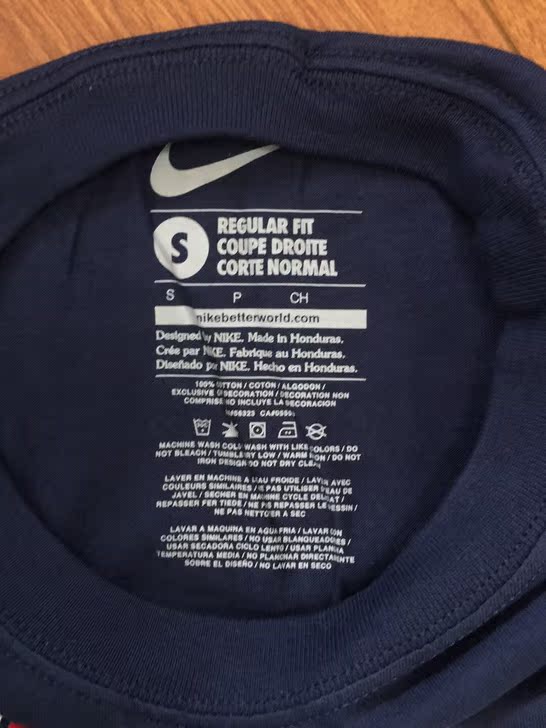 S
REGULAR FIT
COUPE DROITE
CORTE NORMAL
S P CH
nikebetterworld.com
Designed by NIKE. Made in Honduras.
Crée par NIKE. Fabrique au Honduras.
Diseñado por NIKE. Hecho en Honduras.
100% COTTON / COTON / ALGODON /
EXCLUSIVE OF DECORATION / DECORATION NON
COMPRISE NO INCLUYE LA DECORACION
30°C
MACHINE WASH COLD WASH WITH LIKE COLORS / DO
NOT BLEACH / TUMBLE DRY LOW / WARM IRON / DO NOT
IRON DESIGN DO NOT DRY CLEAN
LAVER EN MACHINE A L'EAU FROIDE / LAVER AVEC
COULEURS SIMILAIRES / NE PAS UTILISER D'EAU DE
JAVEL / SECHER EN MACHINE CYCLE DELICAT /
REPASSER FER TIEDE / NE PAS REPASSER LE DESSIN /
NE PAS NETTOYER A SEC
LAVAR A MAQUINA EN AGUA FRIA / LAVAR CON
COLORES SIMILARES / NO USAR BLANQUEADORES /
USAR SECADORA CICLO LENTO / USAR PLANCHA
TEMPERATURA MEDIA / NO PLANCHAR DIRECTAMENTE
SOBRE EL DISEÑO / NO LAVAR EN SECO